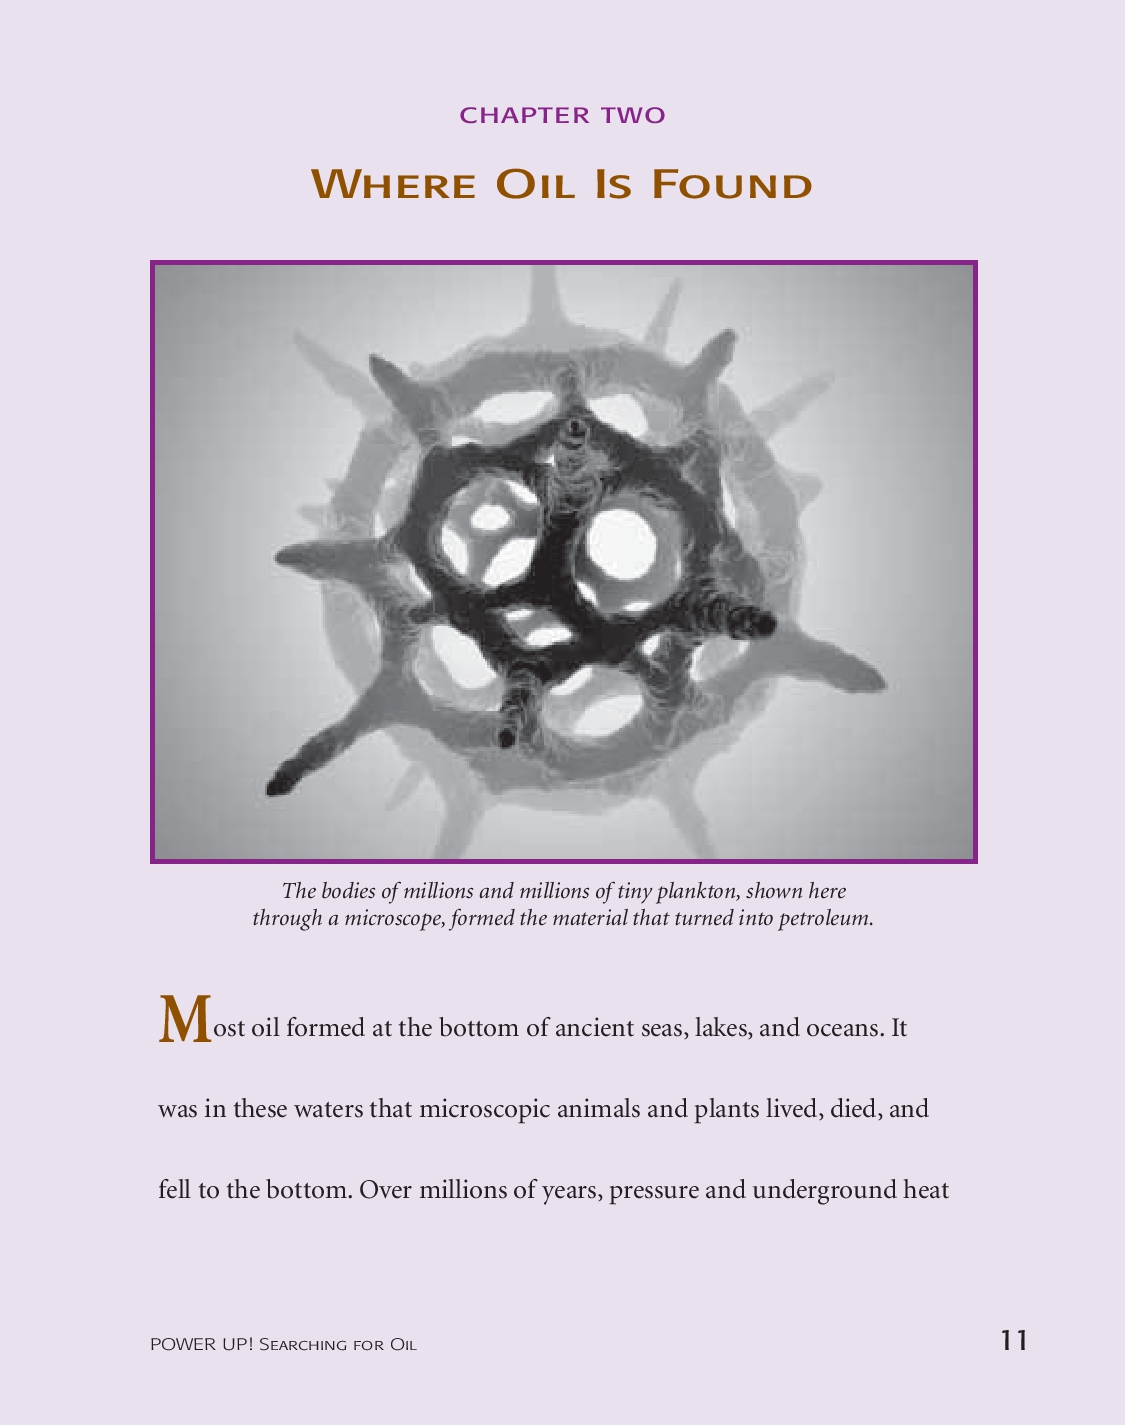 CHAPTER TWO
WHERE OIL IS FOUND
The bodies of millions and millions of tiny plankton, shown here
through a microscope, formed the material that turned into petroleum.
Most oil formed at the bottom of ancient seas, lakes, and oceans. It
was in these waters that microscopic animals and plants lived, died, and
fell to the bottom. Over millions of years, pressure and underground heat
POWER UP! SEARCHING FOR OIL 11